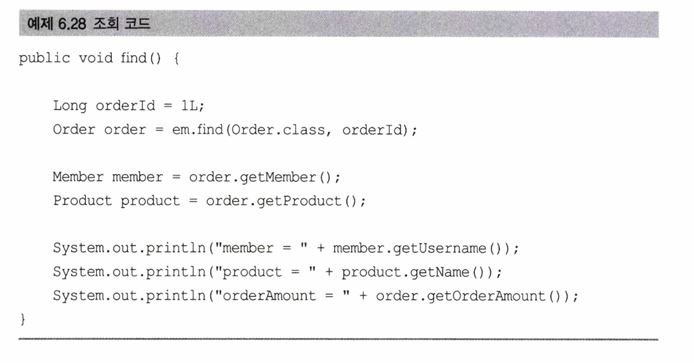 예제 6.28 조회 코드
public void find() {
Long orderId = 1L;
Order order = em.find(Order.class, orderId);
Member member = order.getMember();
Product product = order.getProduct();
System.out.println("member = " + member.getUsername());
System.out.println("product = " + product.getName());
System.out.println("orderAmount = " + order.getOrderAmount());
}